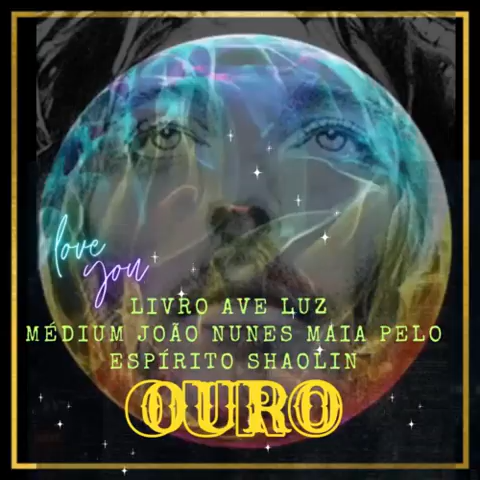 love
you
LIVRO AVE LUZ
MÉDIUM JOÃO NUNES MAIA PELO
ESPÍRITO SHAOLIN
OURO